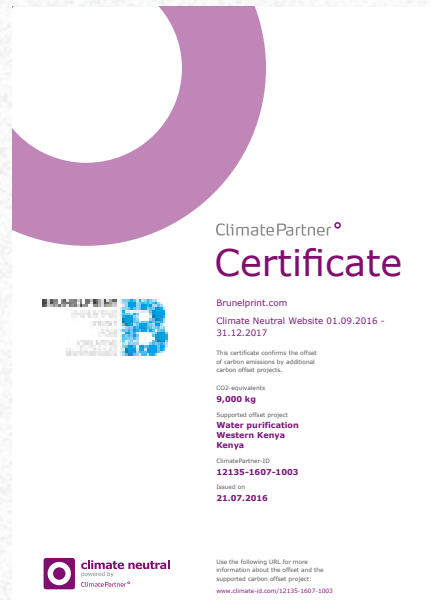 ClimatePartner°
Certificate
BRUNELPRINT
Brunelprint.com
Climate Neutral Website 01.09.2016 -
31.12.2017
This certificate confirms the offset
of carbon emissions by additional
carbon offset projects.
CO2-equivalents
9,000 kg
Supported offset project
Water purification
Western Kenya
Kenya
ClimatePartner-ID
12135-1607-1003
Issued on
21.07.2016
climate neutral
powered by
ClimatePartner°
Use the following URL for more
information about the offset and the
supported carbon offset project:
www.climate-id.com/12135-1607-1003